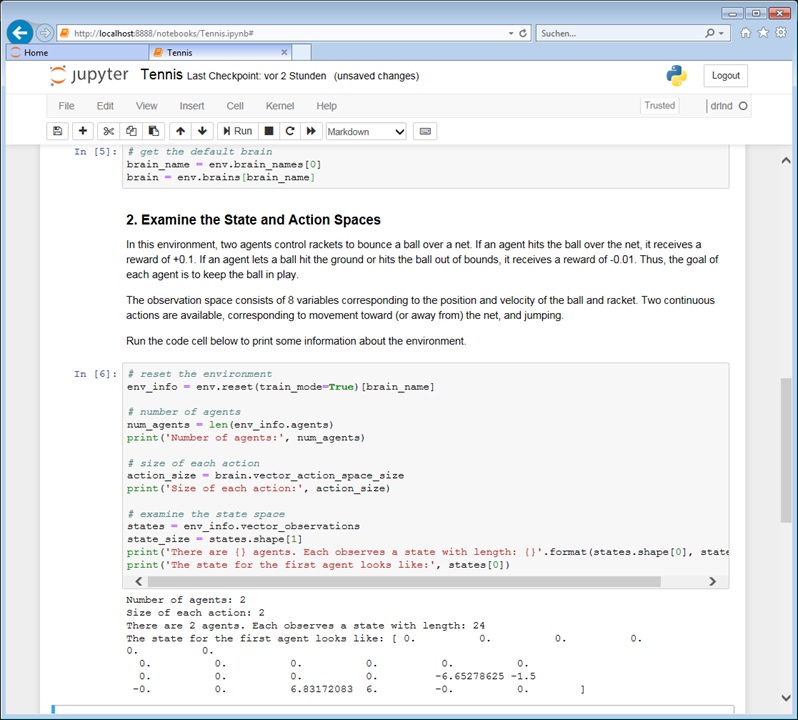 http://localhost:8888/notebooks/Tennis.ipynb#
Suchen...
Home
Tennis
jupyter Tennis Last Checkpoint: vor 2 Stunden (unsaved changes)
Logout
File Edit View Insert Cell Kernel Help
Trusted drlnd
Run Markdown
In [5]: # get the default brain
brain_name = env.brain_names[0]
brain = env.brains[brain_name]
2. Examine the State and Action Spaces
In this environment, two agents control rackets to bounce a ball over a net. If an agent hits the ball over the net, it receives a
reward of +0.1. If an agent lets a ball hit the ground or hits the ball out of bounds, it receives a reward of -0.01. Thus, the goal of
each agent is to keep the ball in play.
The observation space consists of 8 variables corresponding to the position and velocity of the ball and racket. Two continuous
actions are available, corresponding to movement toward (or away from) the net, and jumping.
Run the code cell below to print some information about the environment.
In [6]: # reset the environment
env_info = env.reset(train_mode=True)[brain_name]
# number of agents
num_agents = len(env_info.agents)
print('Number of agents:', num_agents)
# size of each action
action_size = brain.vector_action_space_size
print('Size of each action:', action_size)
# examine the state space
states = env_info.vector_observations
state_size = states.shape[1]
print('There are {} agents. Each observes a state with length: {}'.format(states.shape[0], state
print('The state for the first agent looks like:', states[0])
Number of agents: 2
Size of each action: 2
There are 2 agents. Each observes a state with length: 24
The state for the first agent looks like: [ 0. 0. 0. 0.
0. 0.
0. 0. 0. 0. 0. 0.
0. 0. 0. 0. -6.65278625 -1.5
-0. 0. 6.83172083 6. -0. 0. ]